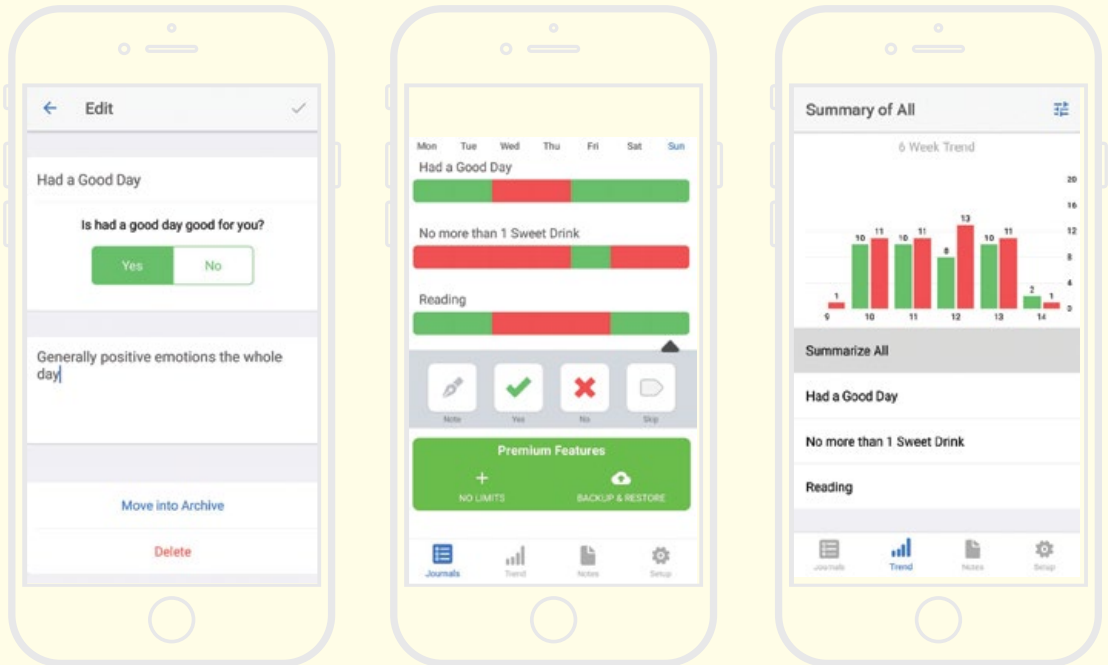 Edit
Had a Good Day
Is had a good day good for you?
Yes No
Generally positive emotions the whole
day
Move into Archive
Delete
Mon Tue Wed Thu Fri Sat Sun
Had a Good Day
No more than 1 Sweet Drink
Reading
Note Yes No Skip
Premium Features
NO LIMITS BACKUP & RESTORE
Journals Trend Notes Setup
Summary of All
6 Week Trend
20
16
12
8
4
0
1 10 11 10 11 8 13 10 11 2 1
9 10 11 12 13 14
Summarize All
Had a Good Day
No more than 1 Sweet Drink
Reading
Journals Trend Notes Setup